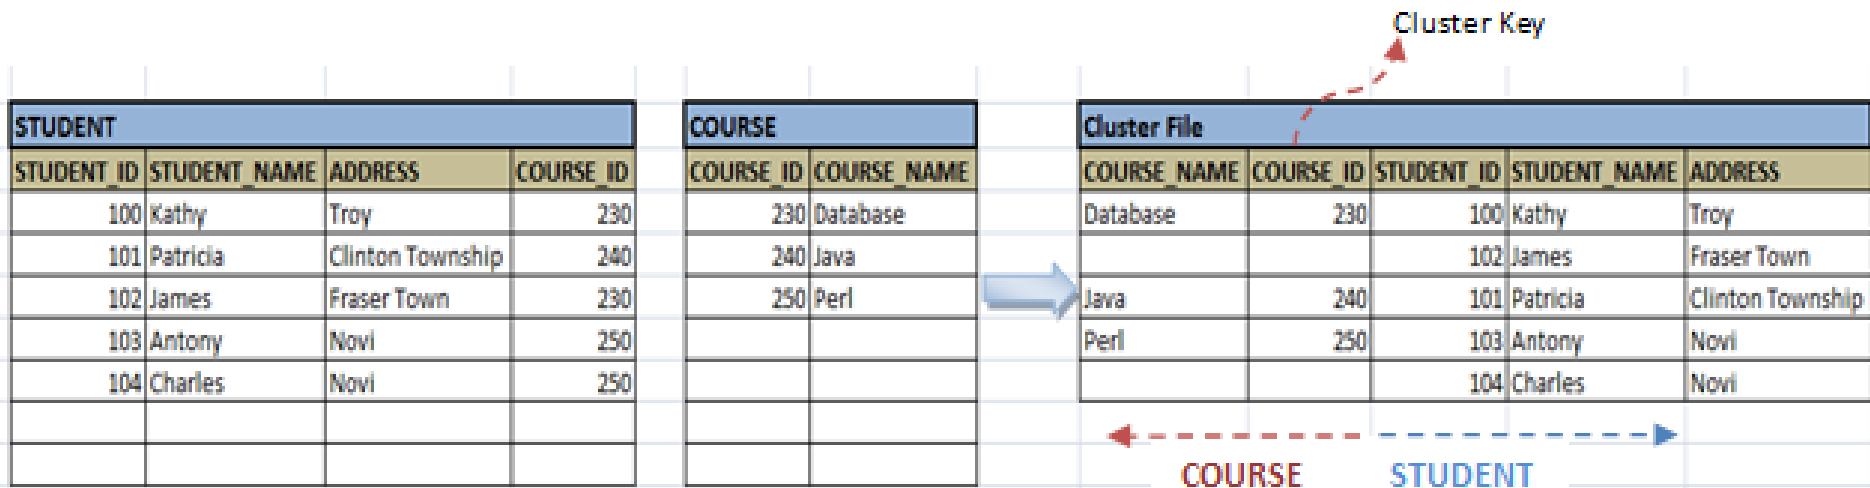 Cluster Key
STUDENT
STUDENT_ID STUDENT_NAME ADDRESS COURSE_ID
100 Kathy Troy 230
101 Patricia Clinton Township 240
102 James Fraser Town 230
103 Antony Novi 250
104 Charles Novi 250
COURSE
COURSE_ID COURSE_NAME
230 Database
240 Java
250 Perl
Cluster File
COURSE_NAME COURSE_ID STUDENT_ID STUDENT_NAME ADDRESS
Database 230 100 Kathy Troy
102 James Fraser Town
Java 240 101 Patricia Clinton Township
Perl 250 103 Antony Novi
104 Charles Novi
COURSE STUDENT